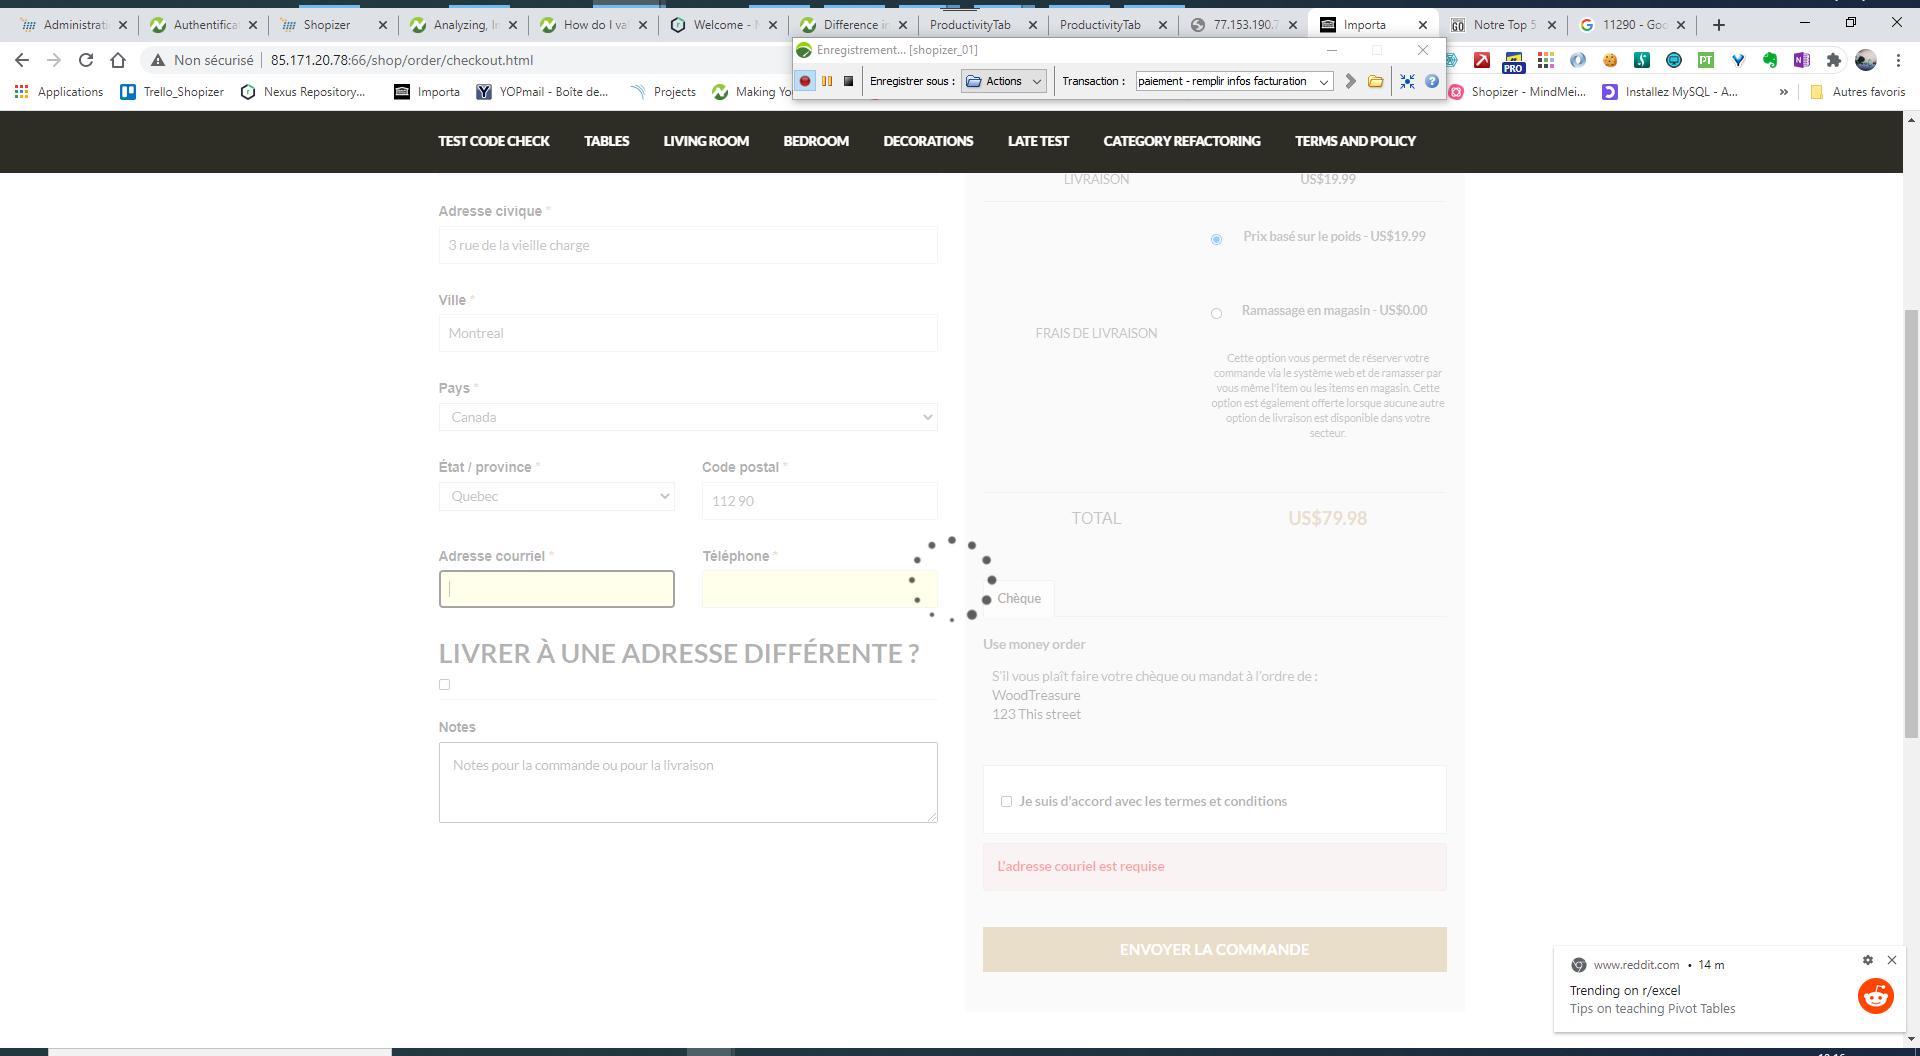 Administrati
Authentifica
Shopizer
Analyzing, In
How do I val
Welcome - N
Difference in
ProductivityTab
ProductivityTab
77.153.190.7
Importa
Notre Top 5
11290 - Goo
Enregistrement... [shopizer_01]
Non sécurisé
85.171.20.78:66/shop/order/checkout.html
Enregistrer sous :
Actions
Transaction :
paiement - remplir infos facturation
PRO
PT
Applications
Trello_Shopizer
Nexus Repository...
Importa
YOPmail - Boîte de...
Projects
Making Yo
Shopizer - MindMei...
Installez MySQL - A...
»
Autres favoris
TEST CODE CHECK
TABLES
LIVING ROOM
BEDROOM
DECORATIONS
LATE TEST
CATEGORY REFACTORING
TERMS AND POLICY
LIVRAISON
US$19.99
Adresse civique *
3 rue de la vieille charge
Prix basé sur le poids - US$19.99
Ville *
Montreal
Ramassage en magasin - US$0.00
FRAIS DE LIVRAISON
Cette option vous permet de réserver votre
commande via le système web et de ramasser par
vous même l'item ou les items en magasin. Cette
option est également offerte lorsque aucune autre
option de livraison est disponible dans votre
secteur.
Pays *
Canada
État / province *
Code postal *
Quebec
112 90
TOTAL
US$79.98
Adresse courriel *
Téléphone *
Chèque
LIVRER À UNE ADRESSE DIFFÉRENTE ?
Use money order
S'il vous plaît faire votre chèque ou mandat à l'ordre de :
WoodTreasure
123 This street
Notes
Notes pour la commande ou pour la livraison
Je suis d'accord avec les termes et conditions
L'adresse couriel est requise
ENVOYER LA COMMANDE
www.reddit.com • 14 m
Trending on r/excel
Tips on teaching Pivot Tables